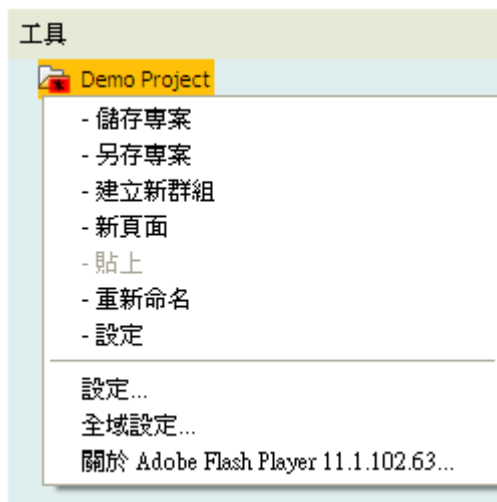 工具
Demo Project
- 儲存專案
- 另存專案
- 建立新群組
- 新頁面
- 貼上
- 重新命名
- 設定
設定...
全域設定...
關於 Adobe Flash Player 11.1.102.63...